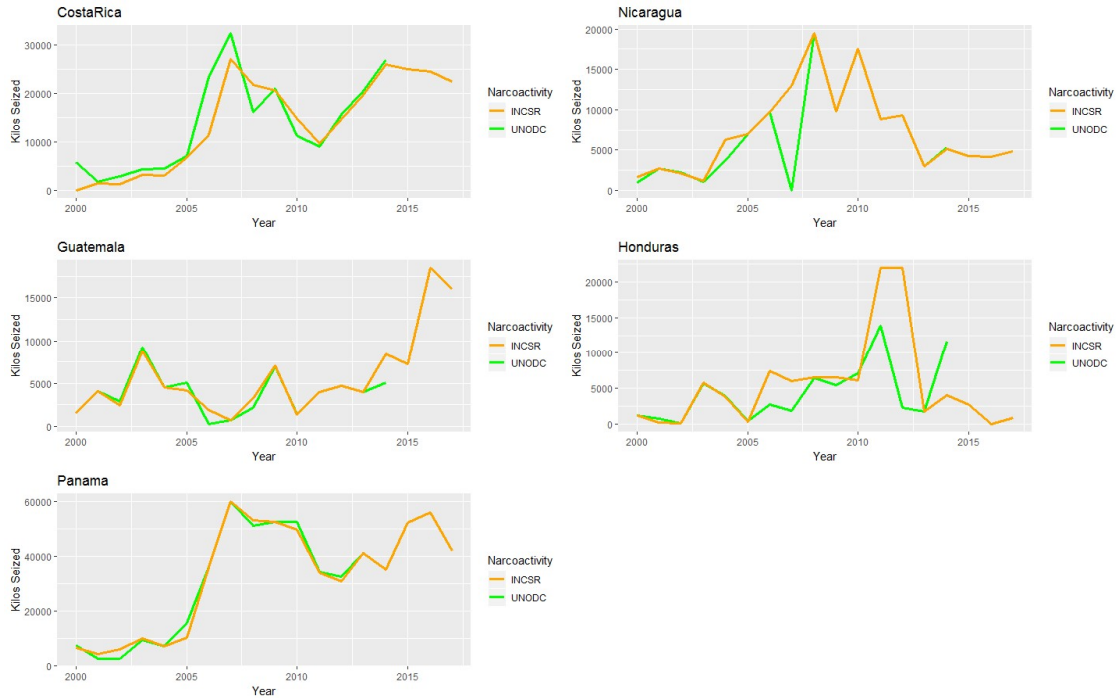 CostaRica
30000
20000
10000
0
Kilos Seized
2000 2005 2010 2015
Year
Narcoactivity
INCSR
UNODC
Nicaragua
20000
15000
10000
5000
0
Kilos Seized
2000 2005 2010 2015
Year
Narcoactivity
INCSR
UNODC
Guatemala
15000
10000
5000
0
Kilos Seized
2000 2005 2010 2015
Year
Narcoactivity
INCSR
UNODC
Honduras
20000
15000
10000
5000
0
Kilos Seized
2000 2005 2010 2015
Year
Narcoactivity
INCSR
UNODC
Panama
60000
40000
20000
0
Kilos Seized
2000 2005 2010 2015
Year
Narcoactivity
INCSR
UNODC